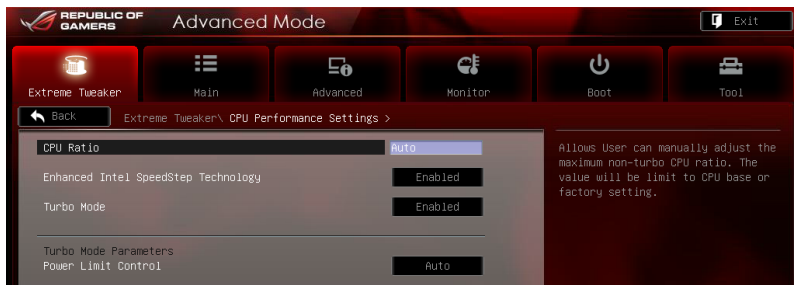 REPUBLIC OF
GAMERS
Advanced Mode
Exit
Extreme Tweaker
Main
Advanced
Monitor
Boot
Tool
Back
Extreme Tweaker\ CPU Performance Settings >
CPU Ratio
Auto
Enhanced Intel SpeedStep Technology
Enabled
Turbo Mode
Enabled
Turbo Mode Parameters
Power Limit Control
Auto
Allows User can manually adjust the
maximum non-turbo CPU ratio. The
value will be limit to CPU base or
factory setting.